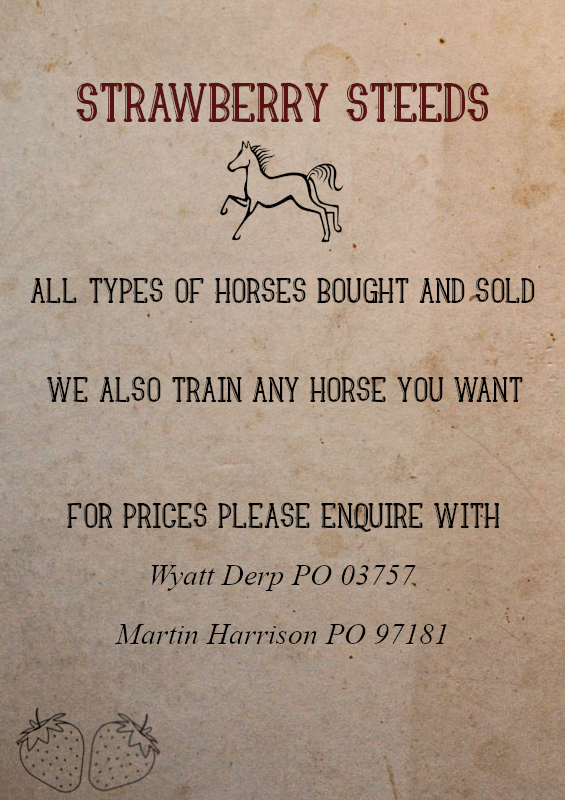 STRAWBERRY STEEDS
ALL TYPES OF HORSES BOUGHT AND SOLD
WE ALSO TRAIN ANY HORSE YOU WANT
FOR PRICES PLEASE ENQUIRE WITH
Wyatt Derp PO 03757
Martin Harrison PO 97181